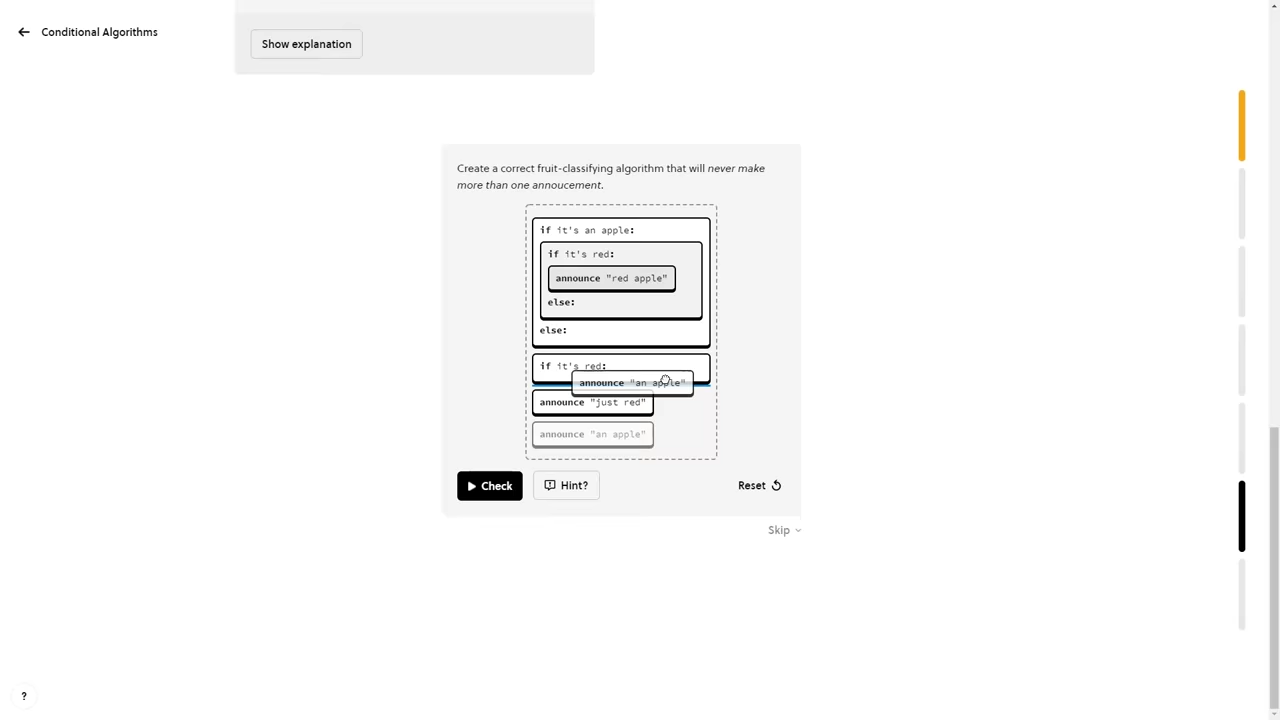 Conditional Algorithms
Show explanation
Create a correct fruit-classifying algorithm that will never make
more than one annoucement.
if it's an apple:
if it's red:
announce "red apple"
else:
else:
if it's red:
announce "an apple"
announce "just red"
announce "an apple"
Check
Hint?
Reset
Skip
?